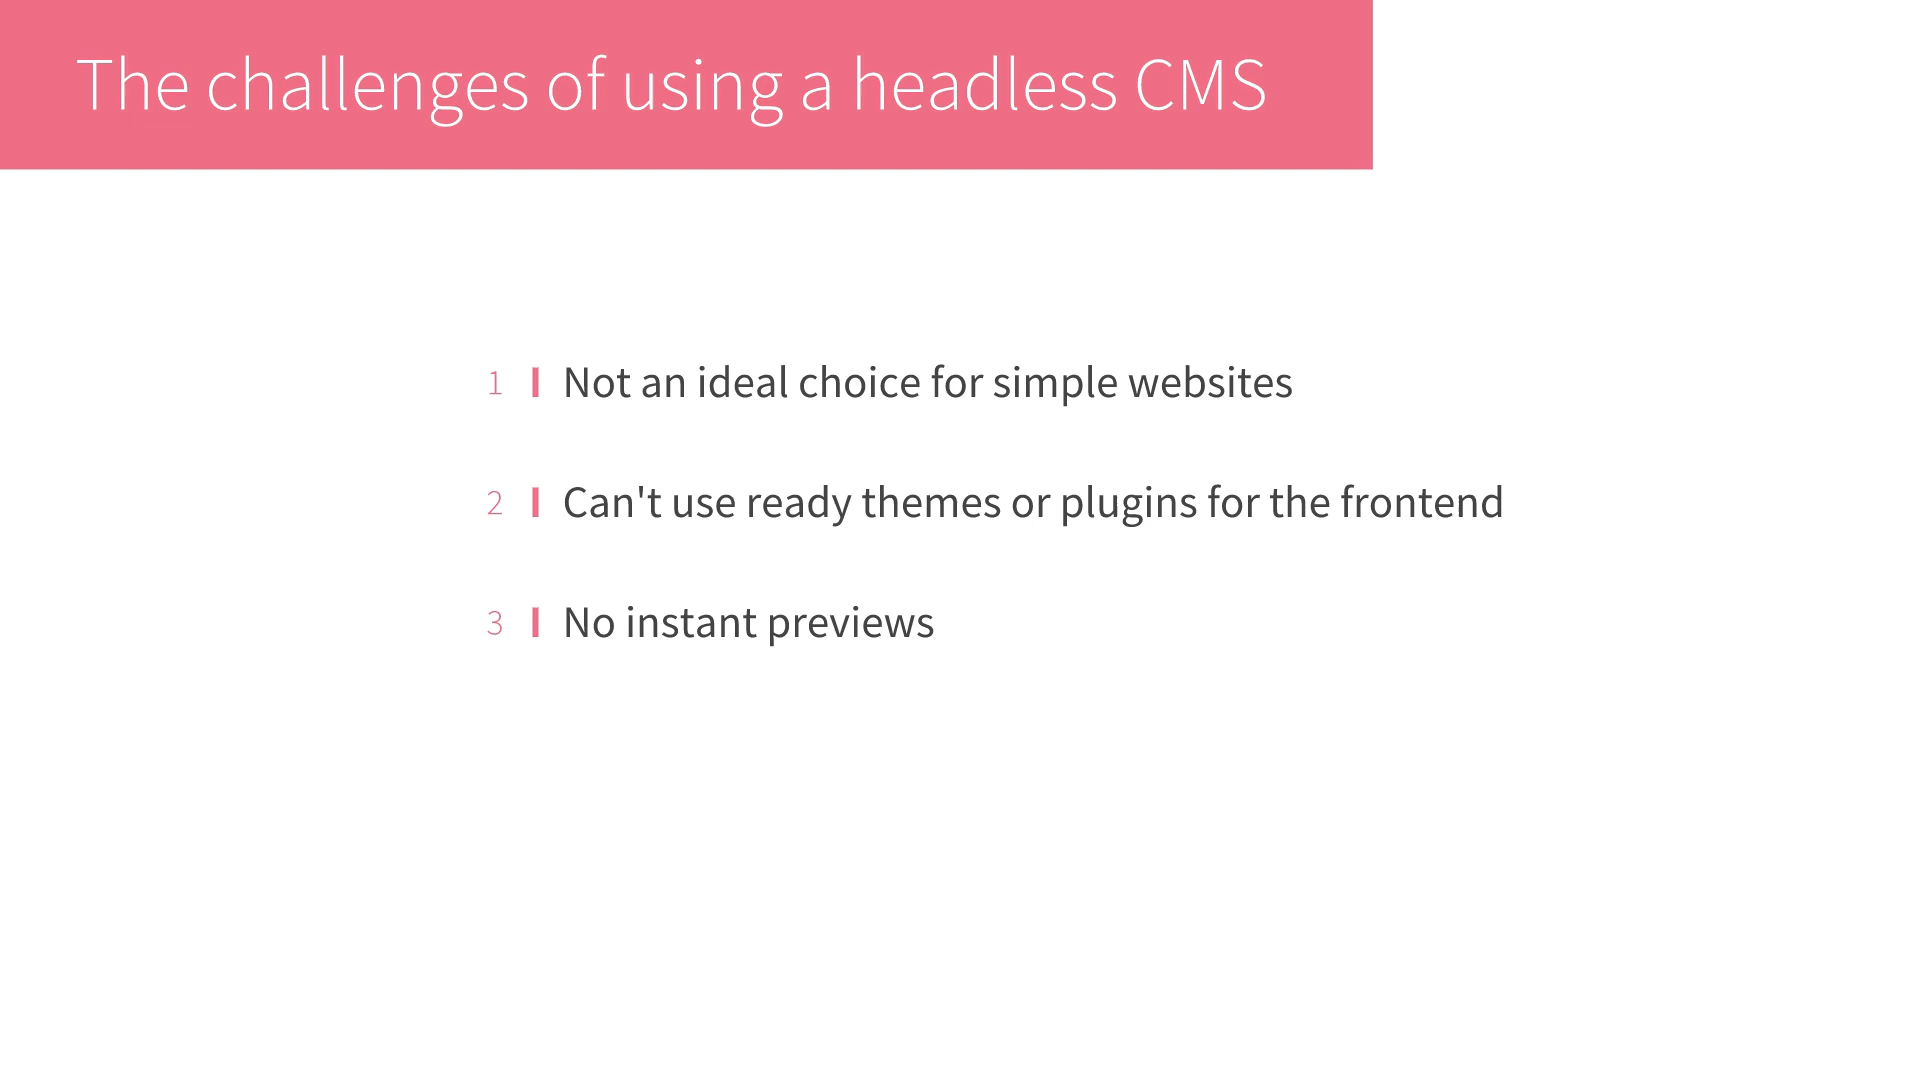 The challenges of using a headless CMS
1 Not an ideal choice for simple websites
2 Can't use ready themes or plugins for the frontend
3 No instant previews